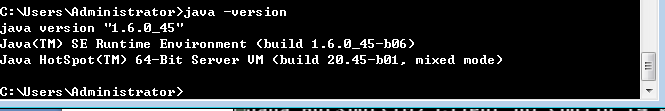 C:\Users\Administrator>java -version
java version "1.6.0_45"
Java(TM) SE Runtime Environment (build 1.6.0_45-b06)
Java HotSpot(TM) 64-Bit Server VM (build 20.45-b01, mixed mode)
C:\Users\Administrator>